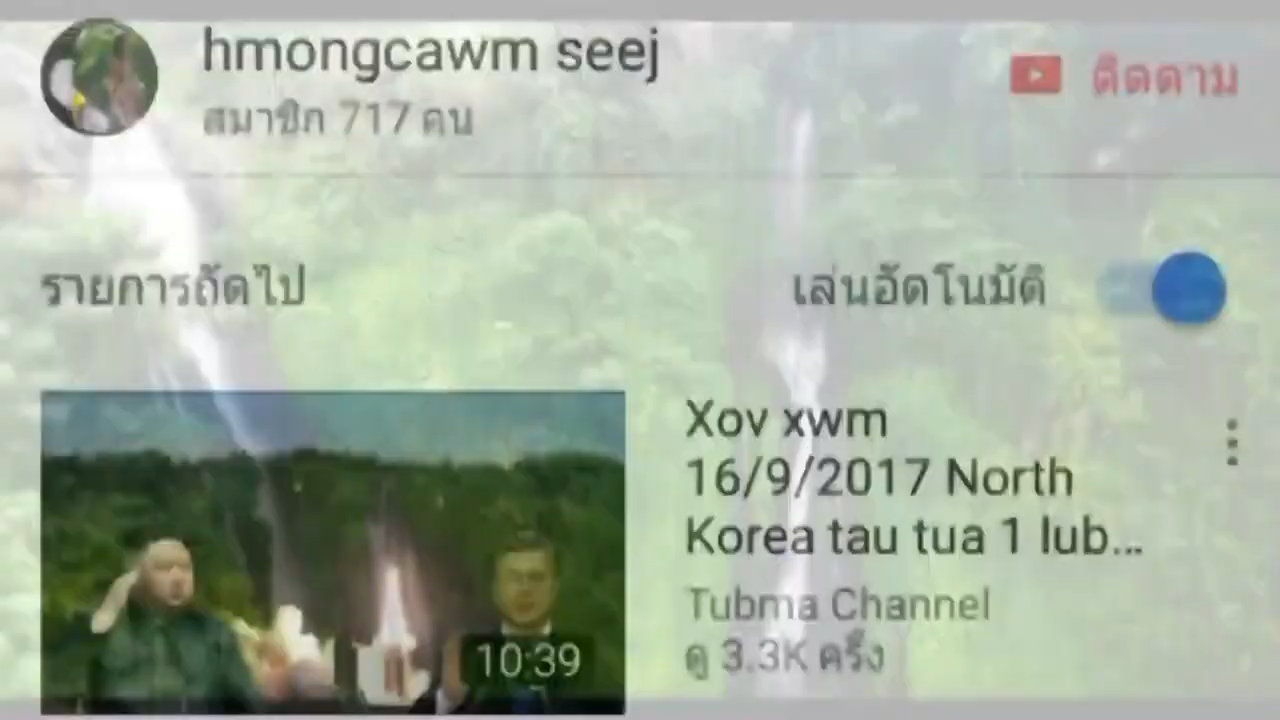 hmongcawm seej
สมาชิก 717 คน
ติดตาม
รายการถัดไป
เล่นอัตโนมัติ
Xov xwm
16/9/2017 North
Korea tau tua 1 lub...
Tubma Channel
ดู 3.3K ครั้ง
10:39